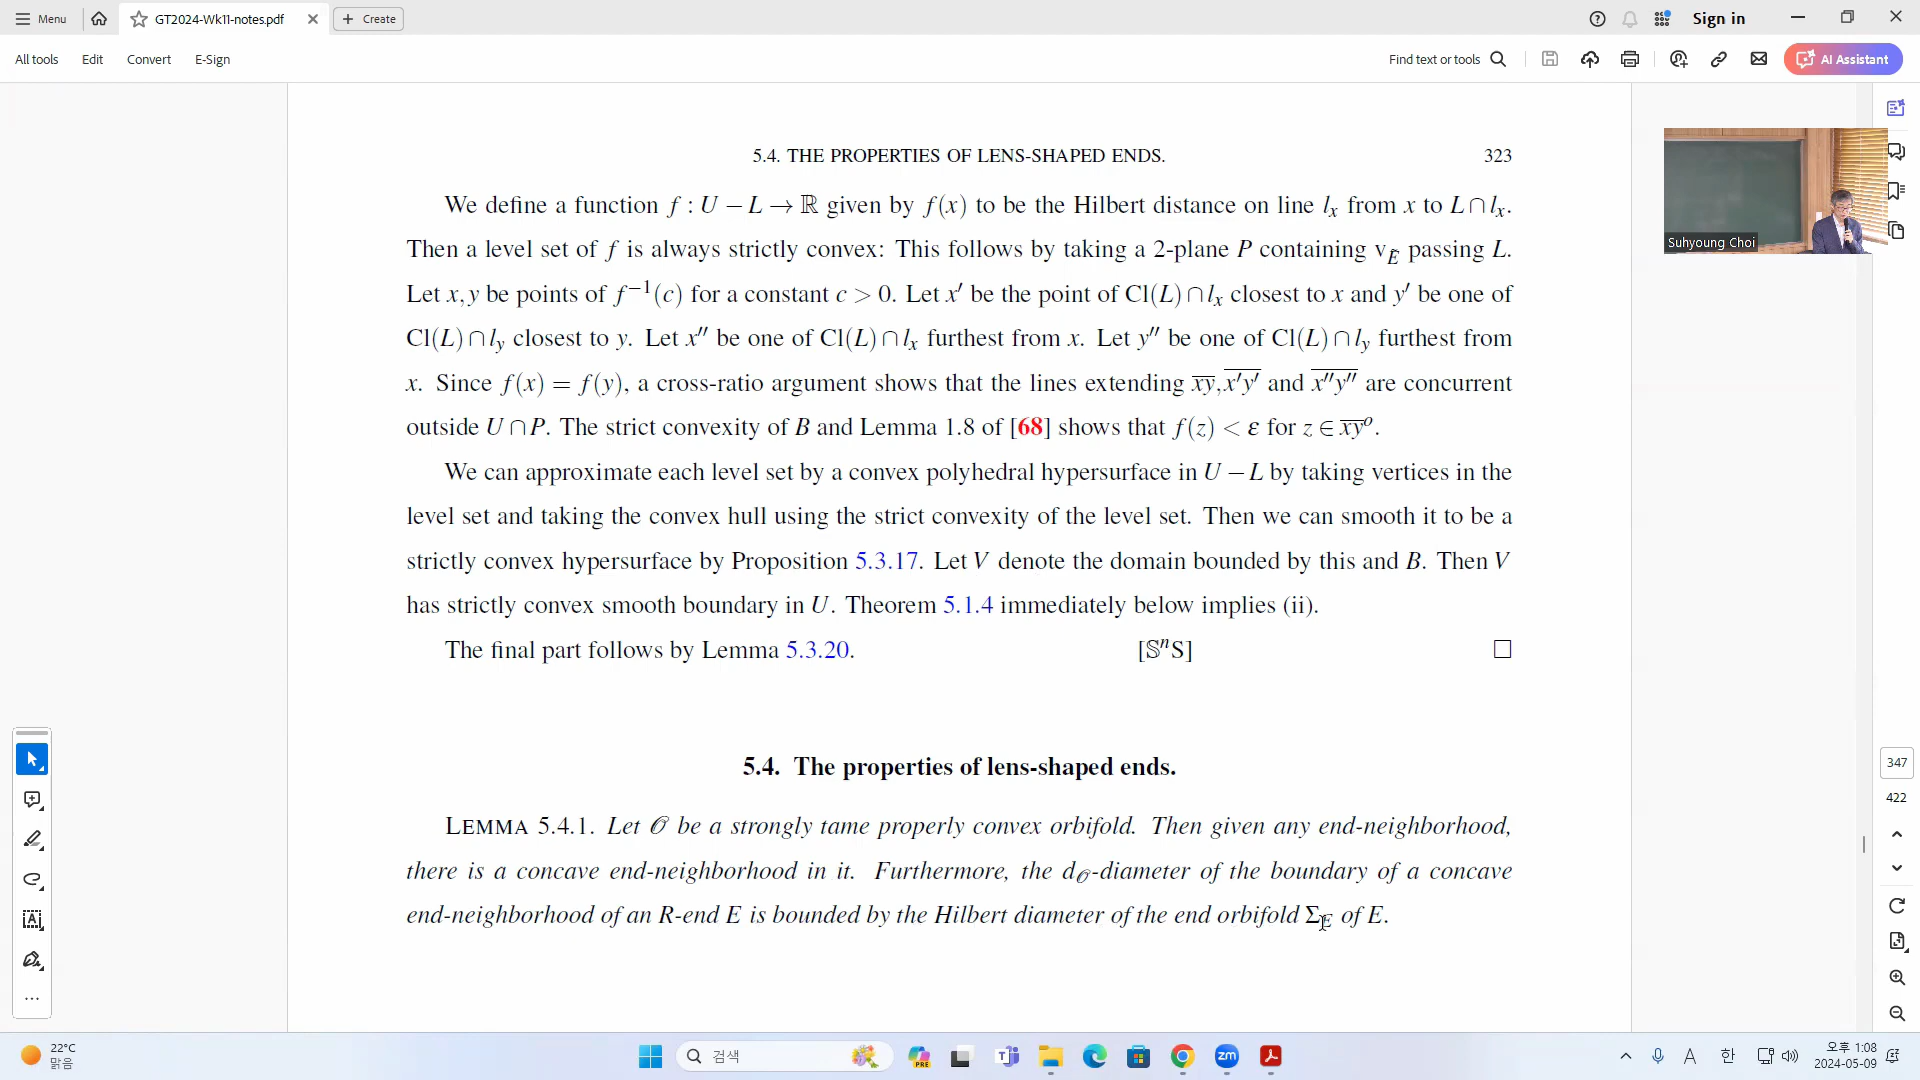 Menu
GT2024-Wk11-notes.pdf
Create
Sign in
All tools
Edit
Convert
E-Sign
Find text or tools
AI Assistant
5.4. THE PROPERTIES OF LENS-SHAPED ENDS. 323
We define a function f : U − L → ℝ given by f(x) to be the Hilbert distance on line lₓ from x to L ∩ lₓ.
Then a level set of f is always strictly convex: This follows by taking a 2-plane P containing v_Ẽ passing L.
Let x, y be points of f⁻¹(c) for a constant c > 0. Let x′ be the point of Cl(L) ∩ lₓ closest to x and y′ be one of
Cl(L) ∩ l_y closest to y. Let x″ be one of Cl(L) ∩ lₓ furthest from x. Let y″ be one of Cl(L) ∩ l_y furthest from
x. Since f(x) = f(y), a cross-ratio argument shows that the lines extending x̅y̅, x̅′y̅′ and x̅″y̅″ are concurrent
outside U ∩ P. The strict convexity of B and Lemma 1.8 of [68] shows that f(z) < ε for z ∈ x̅y̅ᵒ.
We can approximate each level set by a convex polyhedral hypersurface in U − L by taking vertices in the
level set and taking the convex hull using the strict convexity of the level set. Then we can smooth it to be a
strictly convex hypersurface by Proposition 5.3.17. Let V denote the domain bounded by this and B. Then V
has strictly convex smooth boundary in U. Theorem 5.1.4 immediately below implies (ii).
The final part follows by Lemma 5.3.20. [𝕊ⁿS] □
5.4. The properties of lens-shaped ends.
LEMMA 5.4.1. Let 𝒪 be a strongly tame properly convex orbifold. Then given any end-neighborhood,
there is a concave end-neighborhood in it. Furthermore, the d_𝒪-diameter of the boundary of a concave
end-neighborhood of an R-end E is bounded by the Hilbert diameter of the end orbifold Σ_E of E.
Suhyoung Choi
347
422
22°C
맑음
검색
PRE
zm
A
한
오후 1:08
2024-05-09